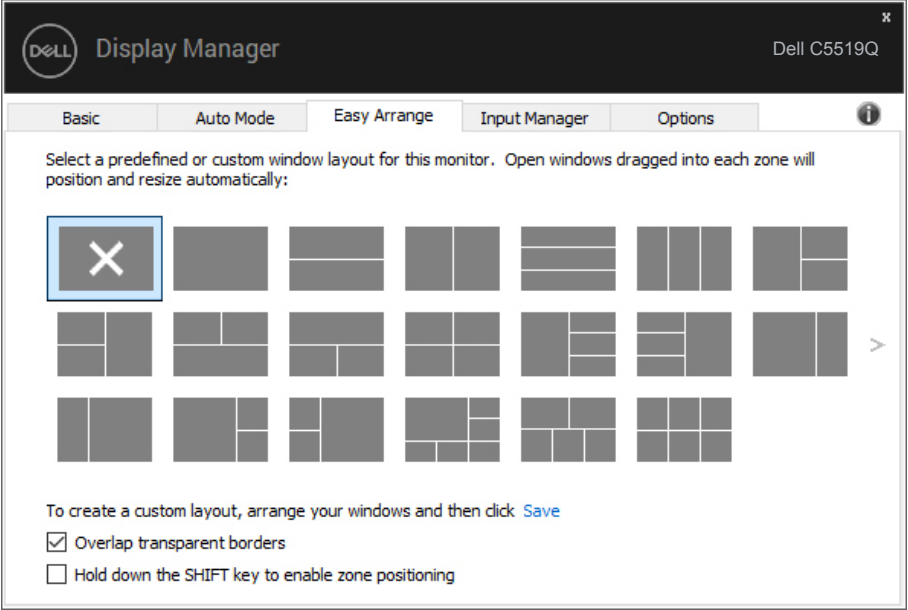 x
DELL Display Manager
Dell C5519Q
Basic Auto Mode Easy Arrange Input Manager Options i
Select a predefined or custom window layout for this monitor. Open windows dragged into each zone will
position and resize automatically:
>
To create a custom layout, arrange your windows and then click Save
Overlap transparent borders
Hold down the SHIFT key to enable zone positioning